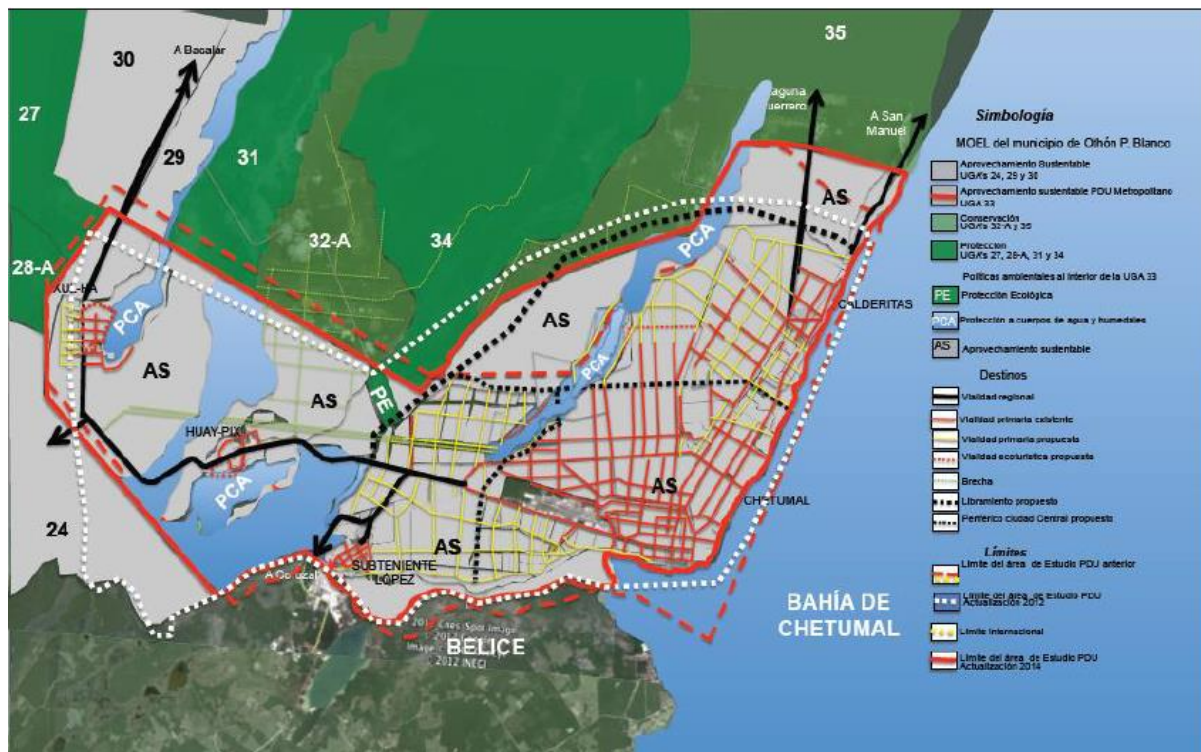 30
A Bacalar
27
29
31
35
Laguna
Guerrero
A San
Manuel
32-A
34
28-A
AS
PCA
XUL-HA
PCA
AS
AS
AS
PE
HUAY-PIX
PCA
PCA
CALDERITAS
AS
CHETUMAL
24
AS
SUBTENIENTE
LÓPEZ
A Corozal
BELICE
2012 INEGI
BAHÍA DE
CHETUMAL
Simbología
MOEL del municipio de Othón P. Blanco
Aprovechamiento Sustentable
UGA's 24, 29 y 30
Aprovechamiento sustentable PDU Metropolitano
UGA 33
Conservación
UGA's 32-A y 35
Protección
UGA's 27, 28-A, 31 y 34
Políticas ambientales al interior de la UGA 33
PE Protección Ecológica
PCA Protección a cuerpos de agua y humedales
AS Aprovechamiento sustentable
Destinos
Vialidad regional
Vialidad primaria existente
Vialidad primaria propuesta
Vialidad ecoturística propuesta
Brecha
Libramiento propuesto
Periférico ciudad Central propuesto
Límites
Límite del área de Estudio PDU anterior
Límite del área de Estudio PDU
Actualización 2012
Límite Internacional
Límite del área de Estudio PDU
Actualización 2014